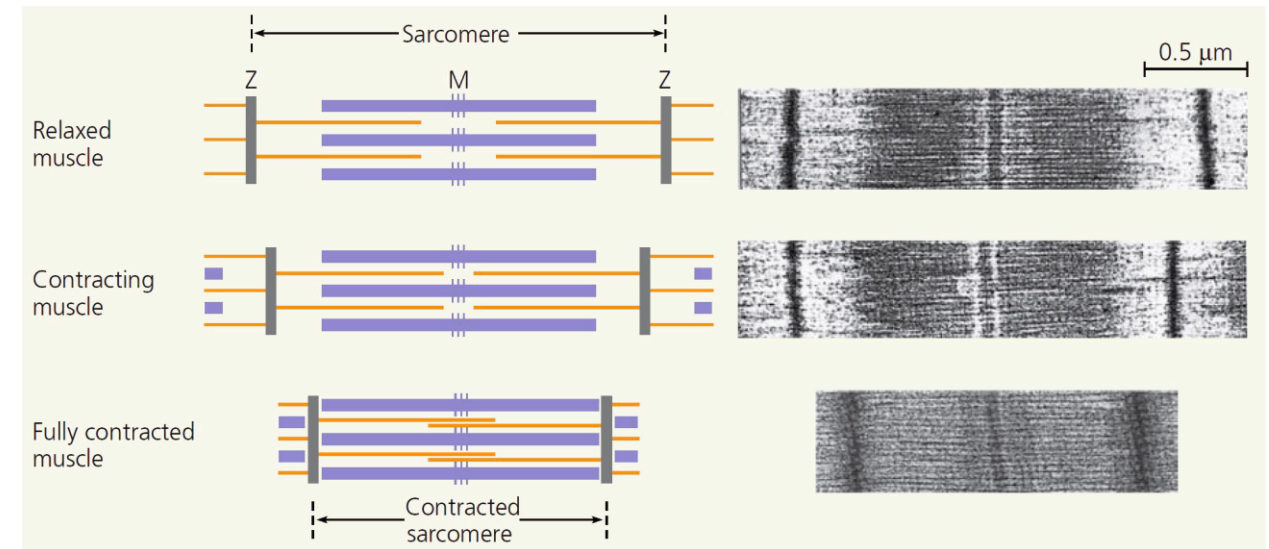 Sarcomere
0.5 μm
Z
M
Z
Relaxed
muscle
Contracting
muscle
Fully contracted
muscle
Contracted
sarcomere